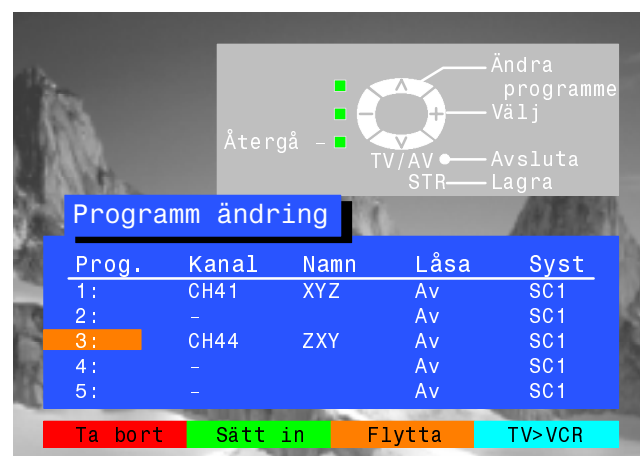 Ändra
programme
Välj
Återgå –
TV/AV Avsluta
STR Lagra
Programm ändring
Prog. Kanal Namn Låsa Syst
1: CH41 XYZ Av SC1
2: – Av SC1
3: CH44 ZXY Av SC1
4: – Av SC1
5: – Av SC1
Ta bort Sätt in Flytta TV>VCR